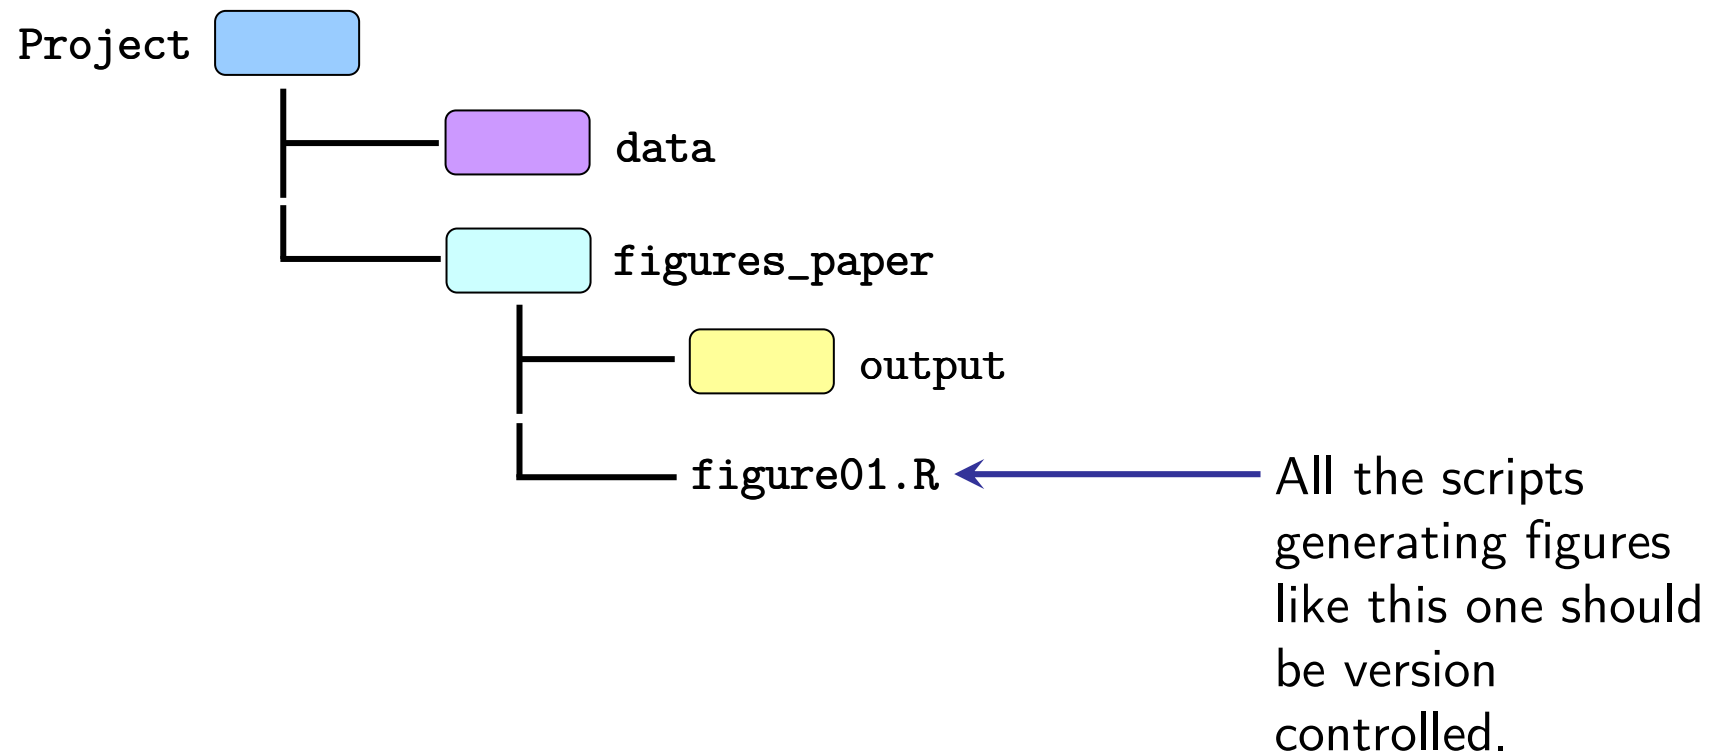 Project
data
figures_paper
output
figure01.R
All the scripts
generating figures
like this one should
be version
controlled.